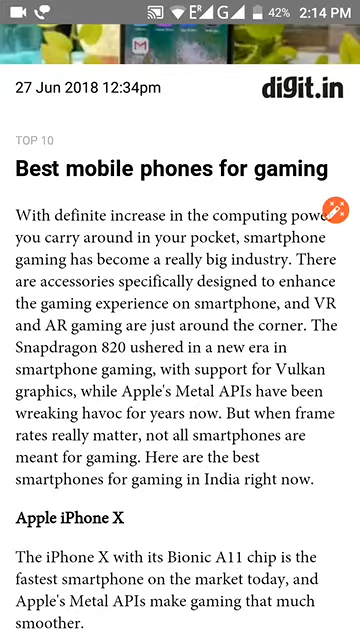 42% 2:14 PM
27 Jun 2018 12:34pm
digit.in
TOP 10
Best mobile phones for gaming
With definite increase in the computing
you carry around in your pocket, smartphone
gaming has become a really big industry. There
are accessories specifically designed to enhance
the gaming experience on smartphone, and VR
and AR gaming are just around the corner. The
Snapdragon 820 ushered in a new era in
smartphone gaming, with support for Vulkan
graphics, while Apple's Metal APIs have been
wreaking havoc for years now. But when frame
rates really matter, not all smartphones are
meant for gaming. Here are the best
smartphones for gaming in India right now.
Apple iPhone X
The iPhone X with its Bionic A11 chip is the
fastest smartphone on the market today, and
Apple's Metal APIs make gaming that much
smoother.